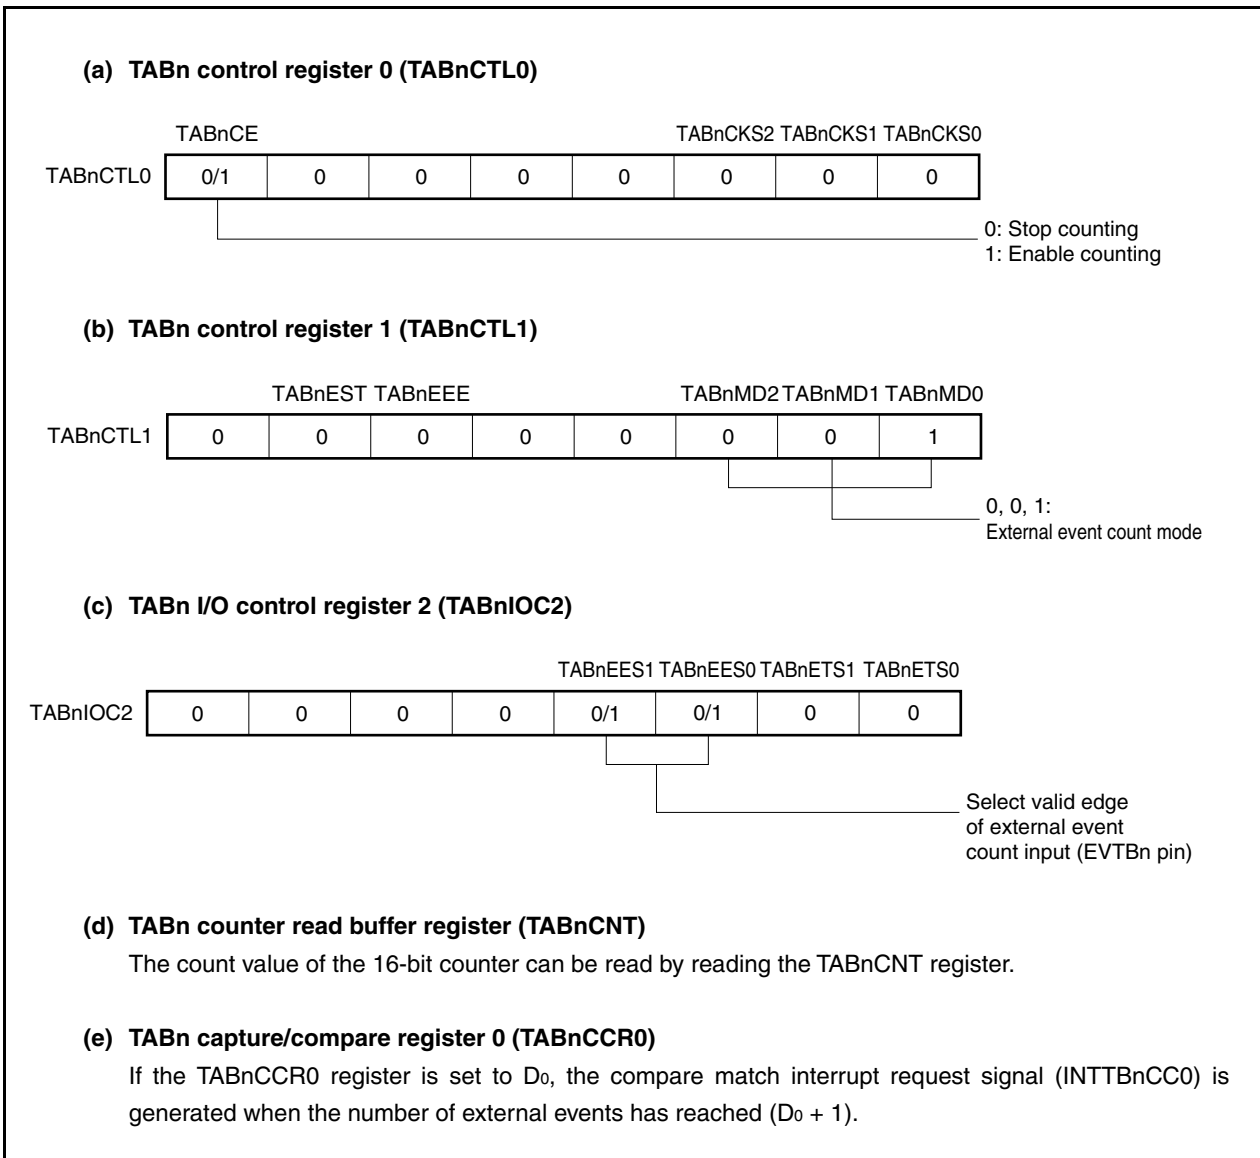 (a) TABn control register 0 (TABnCTL0)
TABnCE TABnCKS2 TABnCKS1 TABnCKS0
TABnCTL0 0/1 0 0 0 0 0 0 0
0: Stop counting
1: Enable counting
(b) TABn control register 1 (TABnCTL1)
TABnEST TABnEEE TABnMD2 TABnMD1 TABnMD0
TABnCTL1 0 0 0 0 0 0 0 1
0, 0, 1:
External event count mode
(c) TABn I/O control register 2 (TABnIOC2)
TABnEES1 TABnEES0 TABnETS1 TABnETS0
TABnIOC2 0 0 0 0 0/1 0/1 0 0
Select valid edge
of external event
count input (EVTBn pin)
(d) TABn counter read buffer register (TABnCNT)
The count value of the 16-bit counter can be read by reading the TABnCNT register.
(e) TABn capture/compare register 0 (TABnCCR0)
If the TABnCCR0 register is set to D0, the compare match interrupt request signal (INTTBnCC0) is
generated when the number of external events has reached (D0 + 1).